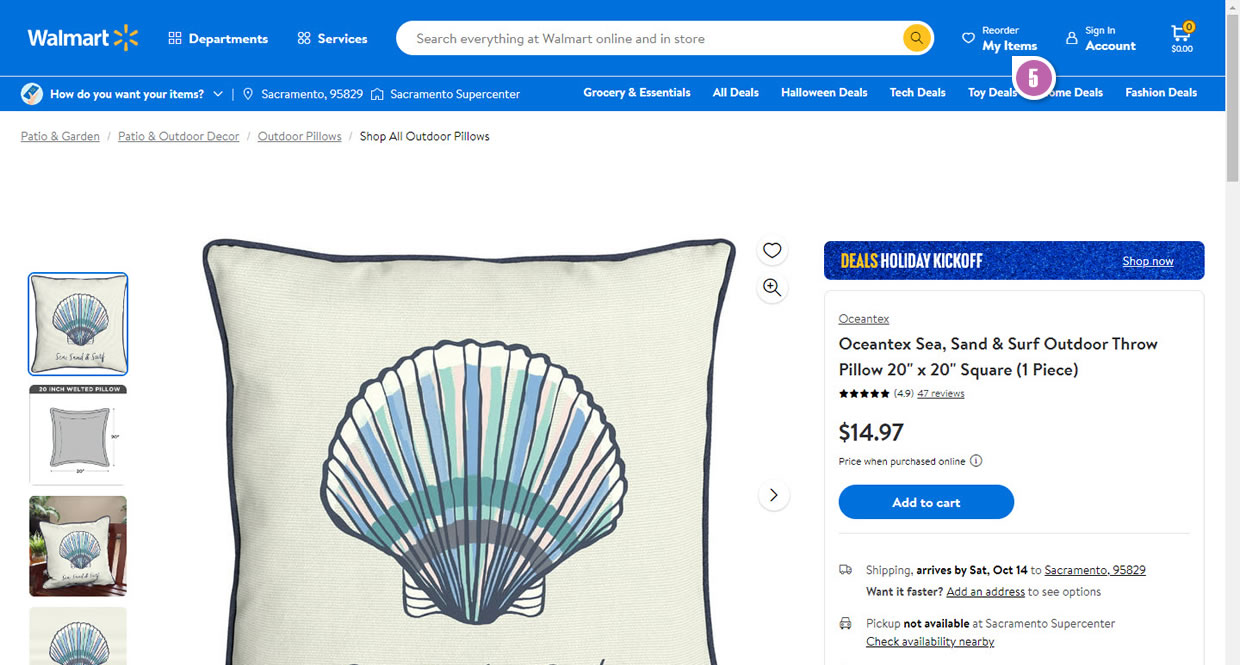 Walmart
Departments
Services
Search everything at Walmart online and in store
Reorder
My Items
Sign In
Account
0
$0.00
How do you want your items?
Sacramento, 95829
Sacramento Supercenter
Grocery & Essentials
All Deals
Halloween Deals
Tech Deals
Toy Deals
5
ome Deals
Fashion Deals
Patio & Garden / Patio & Outdoor Decor / Outdoor Pillows / Shop All Outdoor Pillows
Sea, Sand & Surf
20 INCH WELTED PILLOW
20"
20"
Sea, Sand & Surf
DEALS HOLIDAY KICKOFF
Shop now
Oceantex
Oceantex Sea, Sand & Surf Outdoor Throw
Pillow 20" x 20" Square (1 Piece)
(4.9) 47 reviews
$14.97
Price when purchased online
Add to cart
Shipping, arrives by Sat, Oct 14 to Sacramento, 95829
Want it faster? Add an address to see options
Pickup not available at Sacramento Supercenter
Check availability nearby